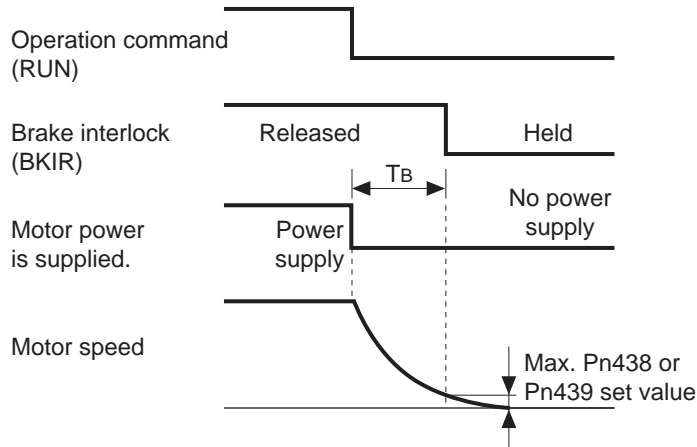 Operation command
(RUN)
Brake interlock
(BKIR)
Released
Held
TB
Motor power
is supplied.
Power
supply
No power
supply
Motor speed
Max. Pn438 or
Pn439 set value